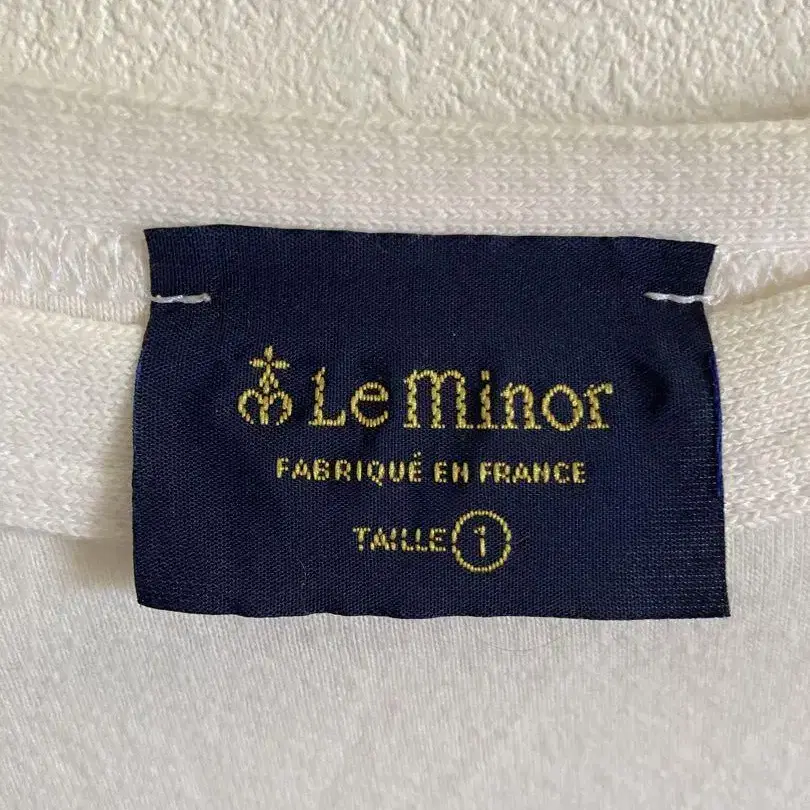 Le Minor
FABRIQUÉ EN FRANCE
TAILLE 1